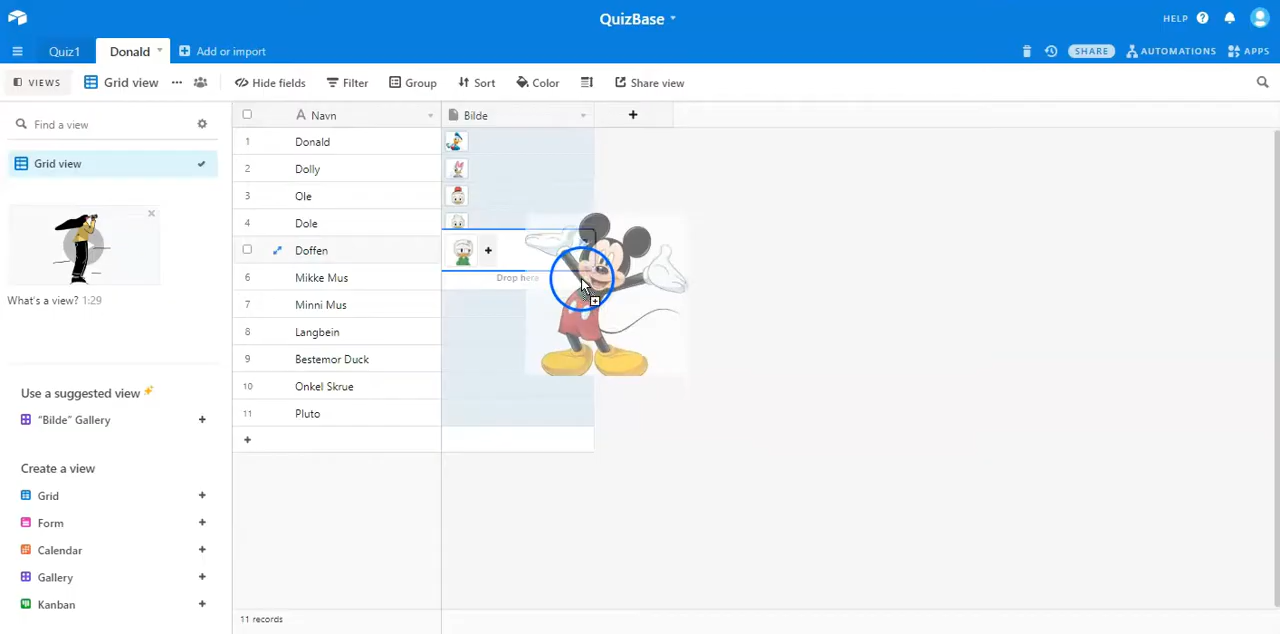 QuizBase
HELP
Quiz1
Donald
Add or import
SHARE
AUTOMATIONS
APPS
VIEWS
Grid view
Hide fields
Filter
Group
Sort
Color
Share view
Find a view
Grid view
What's a view? 1:29
Use a suggested view
"Bilde" Gallery
Create a view
Grid
Form
Calendar
Gallery
Kanban
Navn
Bilde
1 Donald
2 Dolly
3 Ole
4 Dole
Doffen
6 Mikke Mus
Drop here
7 Minni Mus
8 Langbein
9 Bestemor Duck
10 Onkel Skrue
11 Pluto
11 records